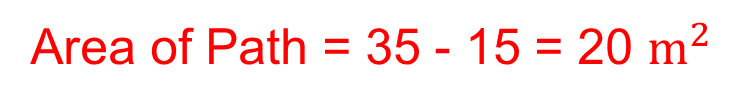 Area of Path = 35 - 15 = 20 m²